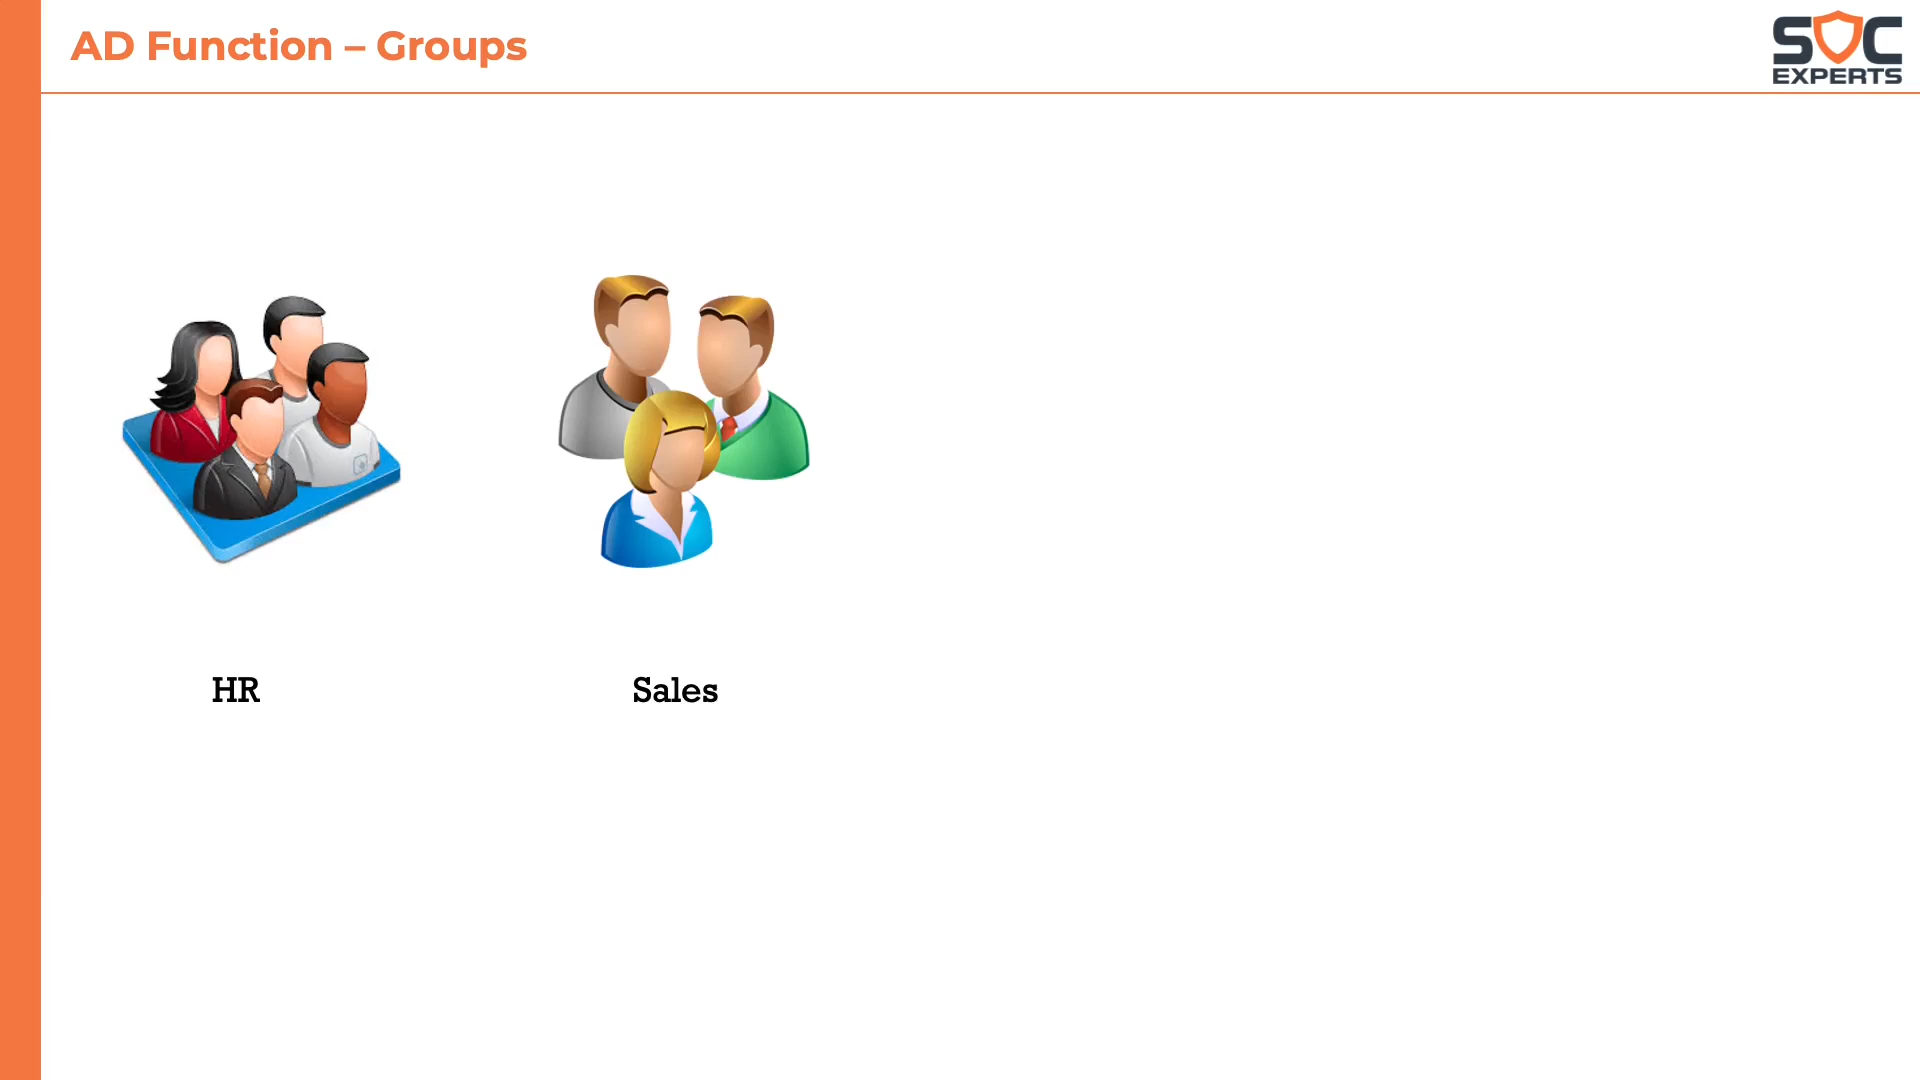 AD Function – Groups
SOC
EXPERTS
HR
Sales